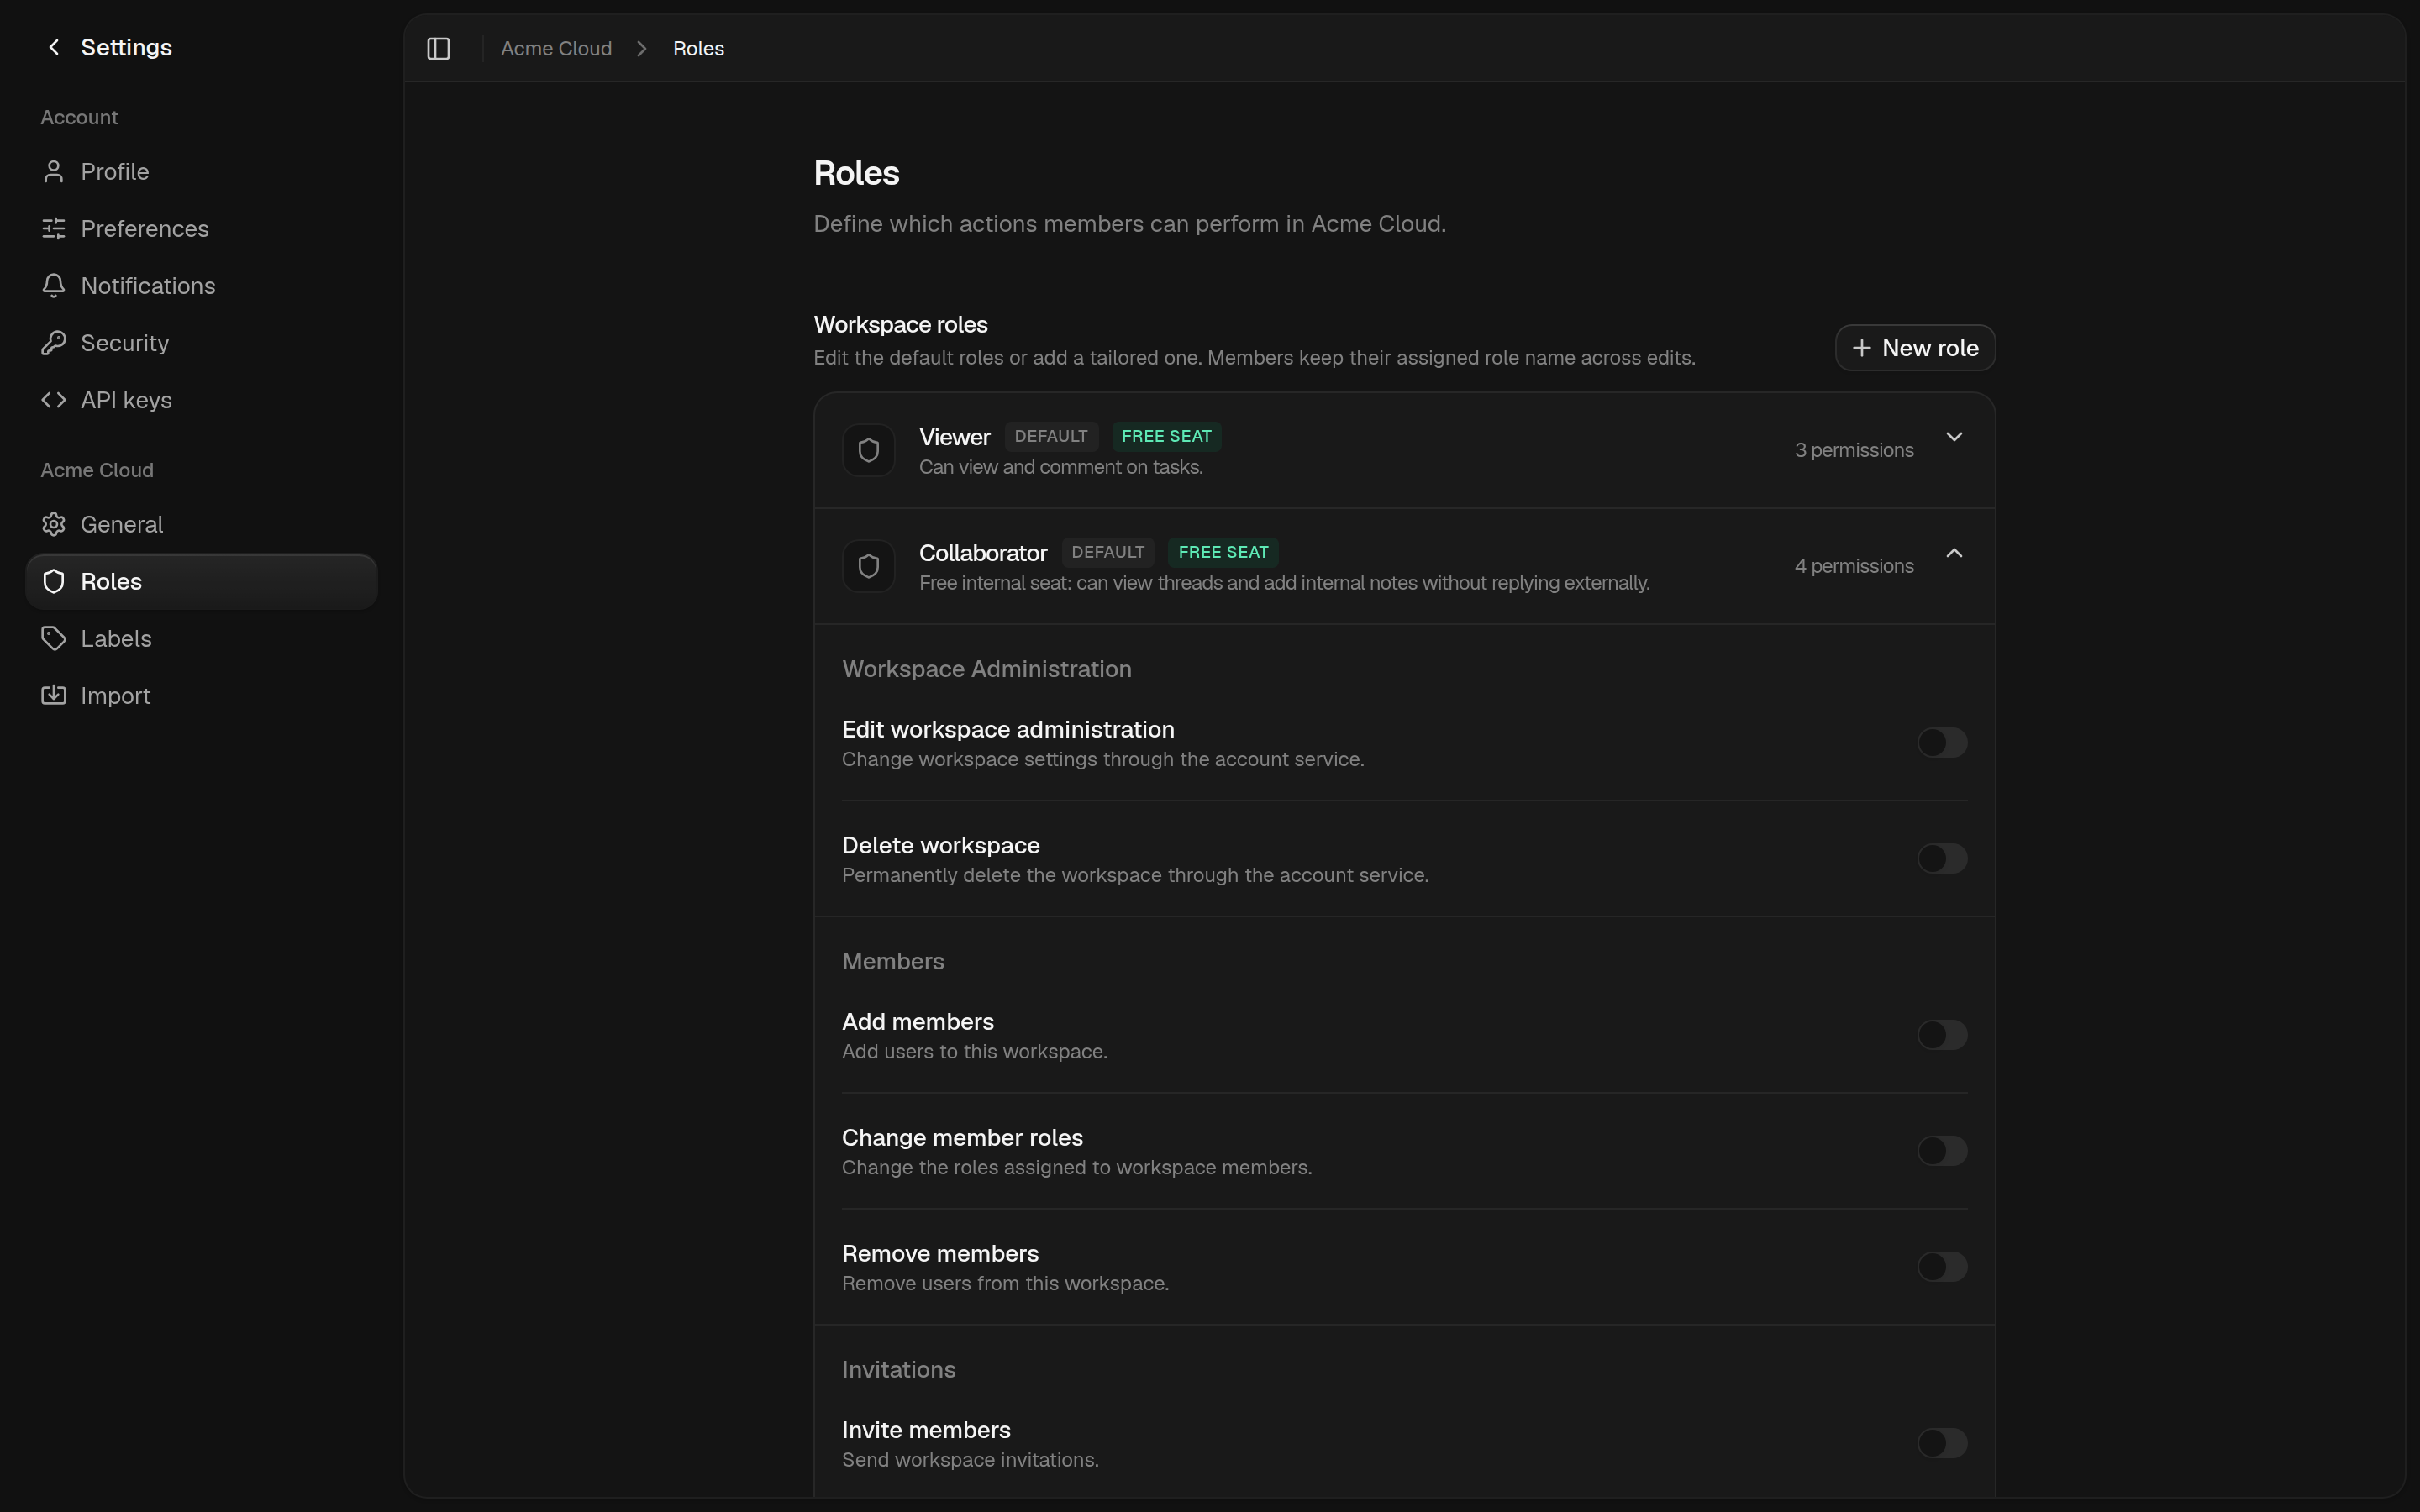 Settings
Account
Profile
Preferences
Notifications
Security
API keys
Acme Cloud
General
Roles
Labels
Import
Acme Cloud
Roles
Roles
Define which actions members can perform in Acme Cloud.
Workspace roles
Edit the default roles or add a tailored one. Members keep their assigned role name across edits.
New role
Viewer DEFAULT FREE SEAT
Can view and comment on tasks.
3 permissions
Collaborator DEFAULT FREE SEAT
Free internal seat: can view threads and add internal notes without replying externally.
4 permissions
Workspace Administration
Edit workspace administration
Change workspace settings through the account service.
Delete workspace
Permanently delete the workspace through the account service.
Members
Add members
Add users to this workspace.
Change member roles
Change the roles assigned to workspace members.
Remove members
Remove users from this workspace.
Invitations
Invite members
Send workspace invitations.